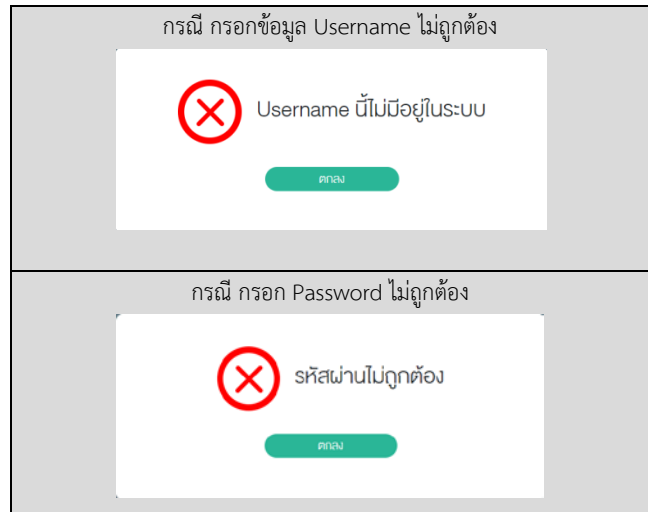 กรณี กรอกข้อมูล Username ไม่ถูกต้อง
Username นี้ไม่มีอยู่ในระบบ
ตกลง
กรณี กรอก Password ไม่ถูกต้อง
รหัสผ่านไม่ถูกต้อง
ตกลง